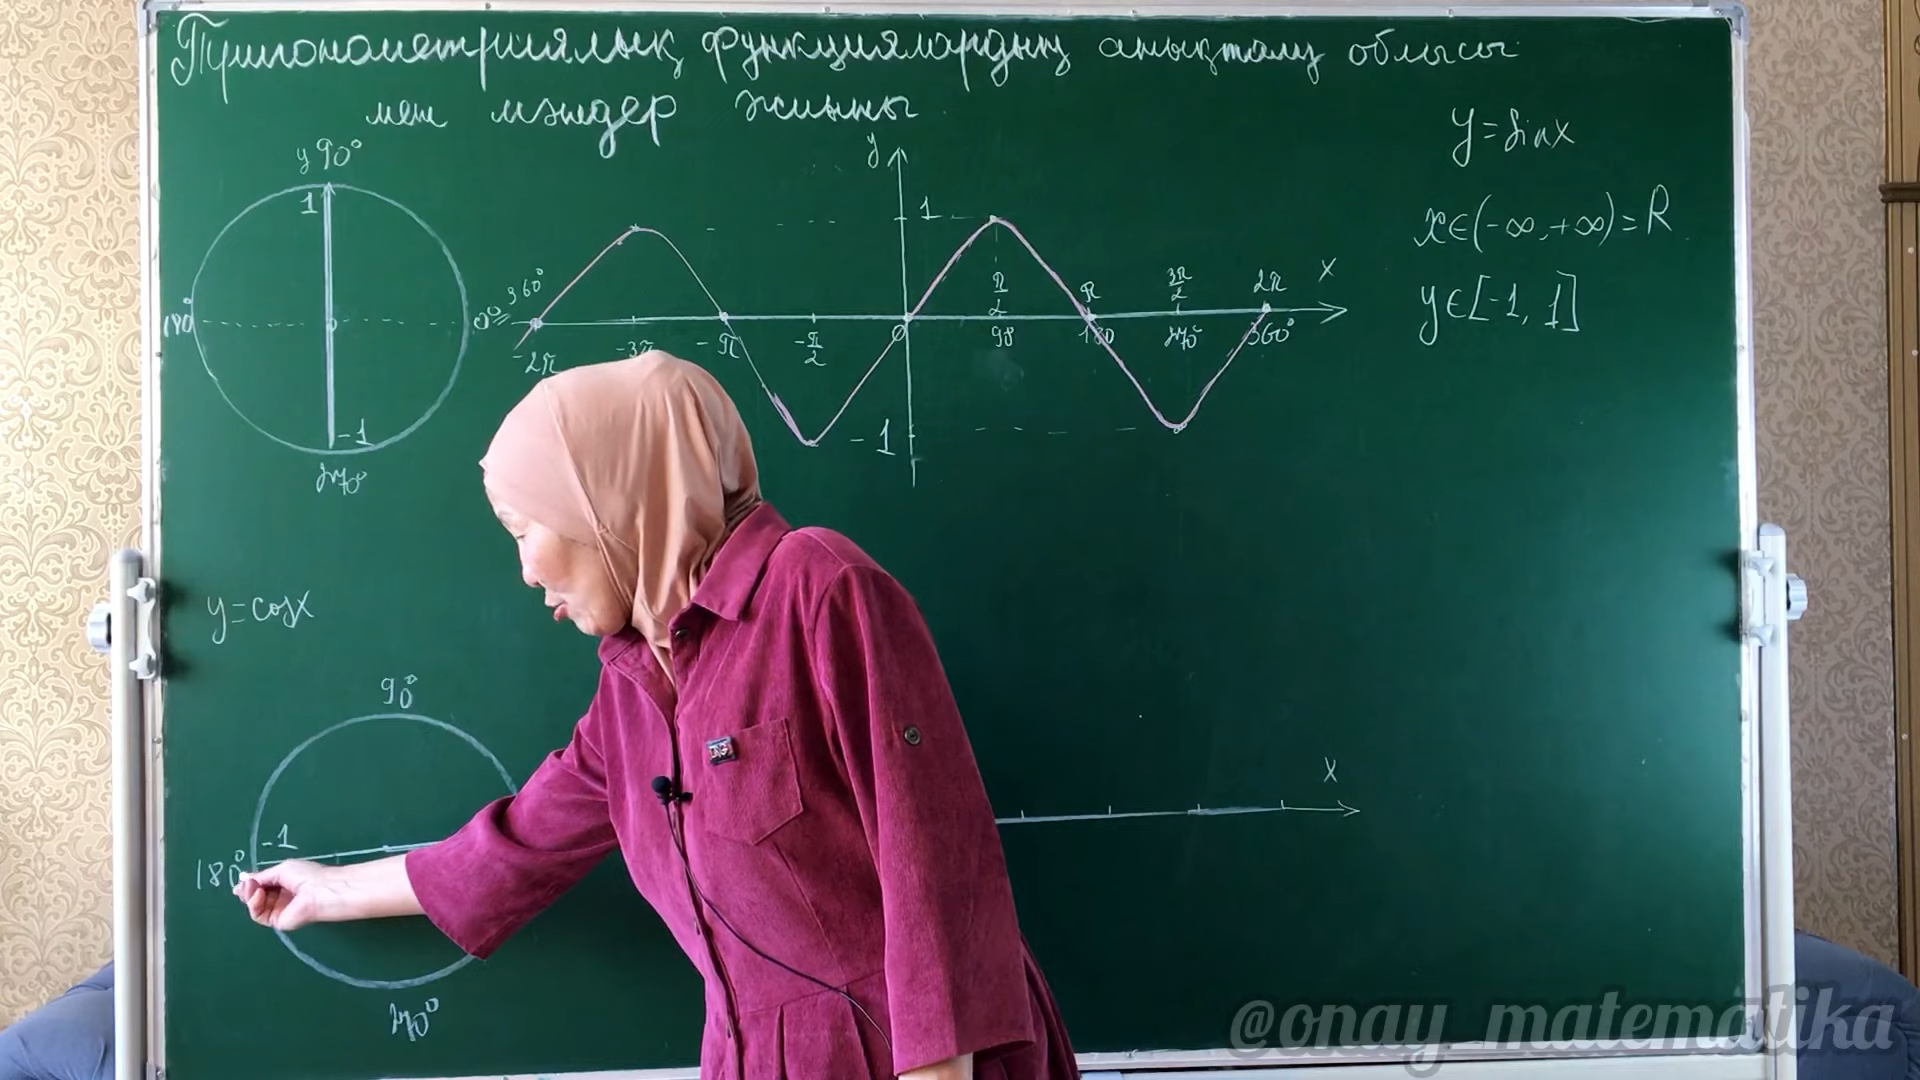 Тригонометриялық функциялардың анықталу облысы
мен мәндер жиыны
y 90°
1
180°
0°=360°
-1
270°
y
1
x
-2π
-3π
-π
-π/2
0
π/2
90
π
180
3π/2
270°
2π
360°
-1
y=sinx
x∈(-∞,+∞)=R
y∈[-1, 1]
y=cosx
90°
-1
180°
270°
x
@onay_matematika